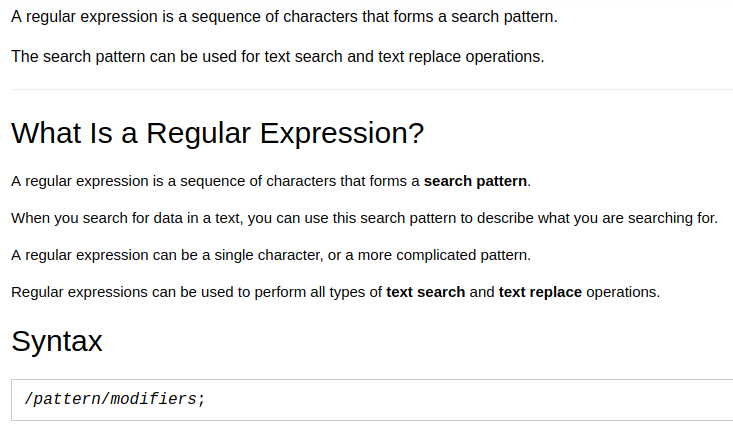 A regular expression is a sequence of characters that forms a search pattern.
The search pattern can be used for text search and text replace operations.
What Is a Regular Expression?
A regular expression is a sequence of characters that forms a search pattern.
When you search for data in a text, you can use this search pattern to describe what you are searching for.
A regular expression can be a single character, or a more complicated pattern.
Regular expressions can be used to perform all types of text search and text replace operations.
Syntax
/pattern/modifiers;